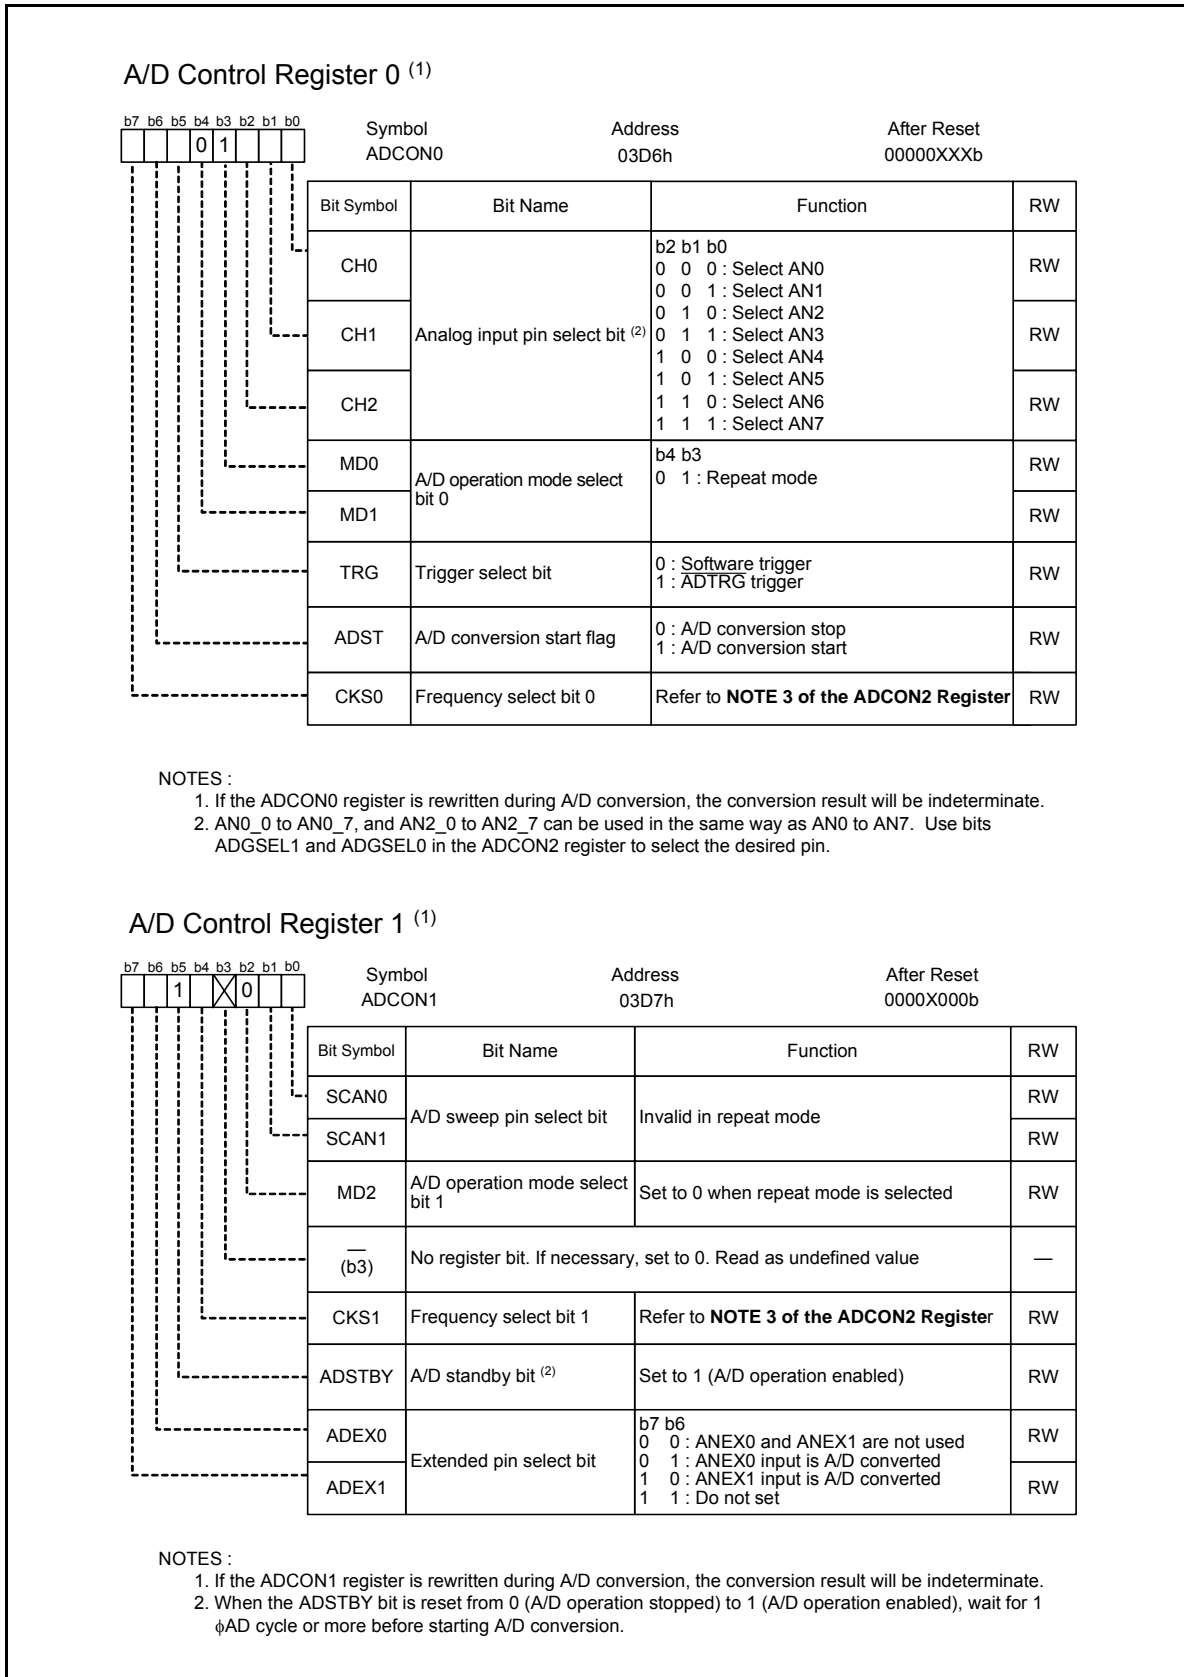 A/D Control Register 0 (1)
b7 b6 b5 b4 b3 b2 b1 b0
0 1
Symbol Address After Reset
ADCON0 03D6h 00000XXXb
Bit Symbol Bit Name Function RW
CH0 RW
CH1 RW
CH2 RW
Analog input pin select bit (2)
b2 b1 b0
0 0 0 : Select AN0
0 0 1 : Select AN1
0 1 0 : Select AN2
0 1 1 : Select AN3
1 0 0 : Select AN4
1 0 1 : Select AN5
1 1 0 : Select AN6
1 1 1 : Select AN7
MD0 RW
MD1 RW
A/D operation mode select
bit 0
b4 b3
0 1 : Repeat mode
TRG Trigger select bit RW
0 : Software trigger
1 : ADTRG trigger
ADST A/D conversion start flag RW
0 : A/D conversion stop
1 : A/D conversion start
CKS0 Frequency select bit 0 Refer to NOTE 3 of the ADCON2 Register RW
NOTES :
1. If the ADCON0 register is rewritten during A/D conversion, the conversion result will be indeterminate.
2. AN0_0 to AN0_7, and AN2_0 to AN2_7 can be used in the same way as AN0 to AN7. Use bits
ADGSEL1 and ADGSEL0 in the ADCON2 register to select the desired pin.
A/D Control Register 1 (1)
b7 b6 b5 b4 b3 b2 b1 b0
1 0
Symbol Address After Reset
ADCON1 03D7h 0000X000b
Bit Symbol Bit Name Function RW
SCAN0 RW
SCAN1 RW
A/D sweep pin select bit Invalid in repeat mode
MD2 RW
A/D operation mode select
bit 1
Set to 0 when repeat mode is selected
—
(b3)
No register bit. If necessary, set to 0. Read as undefined value —
CKS1 Frequency select bit 1 Refer to NOTE 3 of the ADCON2 Register RW
ADSTBY A/D standby bit (2) Set to 1 (A/D operation enabled) RW
ADEX0 RW
ADEX1 RW
Extended pin select bit
b7 b6
0 0 : ANEX0 and ANEX1 are not used
0 1 : ANEX0 input is A/D converted
1 0 : ANEX1 input is A/D converted
1 1 : Do not set
NOTES :
1. If the ADCON1 register is rewritten during A/D conversion, the conversion result will be indeterminate.
2. When the ADSTBY bit is reset from 0 (A/D operation stopped) to 1 (A/D operation enabled), wait for 1
ϕAD cycle or more before starting A/D conversion.